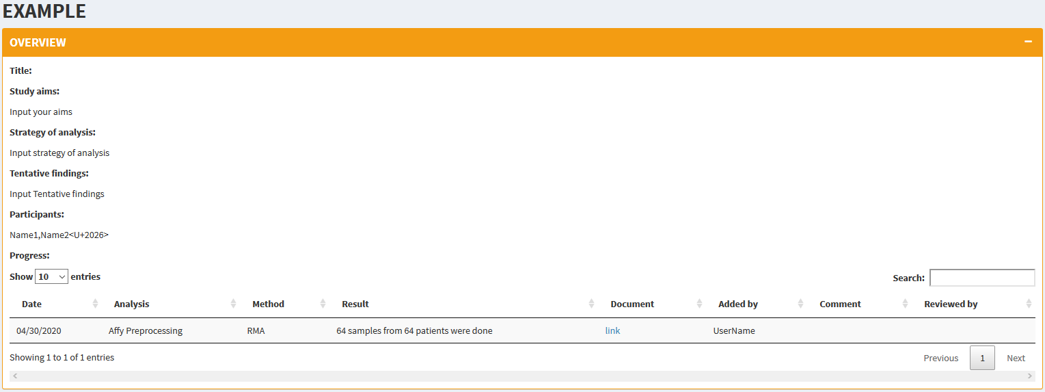 EXAMPLE
OVERVIEW
Title:
Study aims:
Input your aims
Strategy of analysis:
Input strategy of analysis
Tentative findings:
Input Tentative findings
Participants:
Name1,Name2<U+2026>
Progress:
Show 10 entries
Search:
Date Analysis Method Result Document Added by Comment Reviewed by
04/30/2020 Affy Preprocessing RMA 64 samples from 64 patients were done link UserName
Showing 1 to 1 of 1 entries
Previous 1 Next